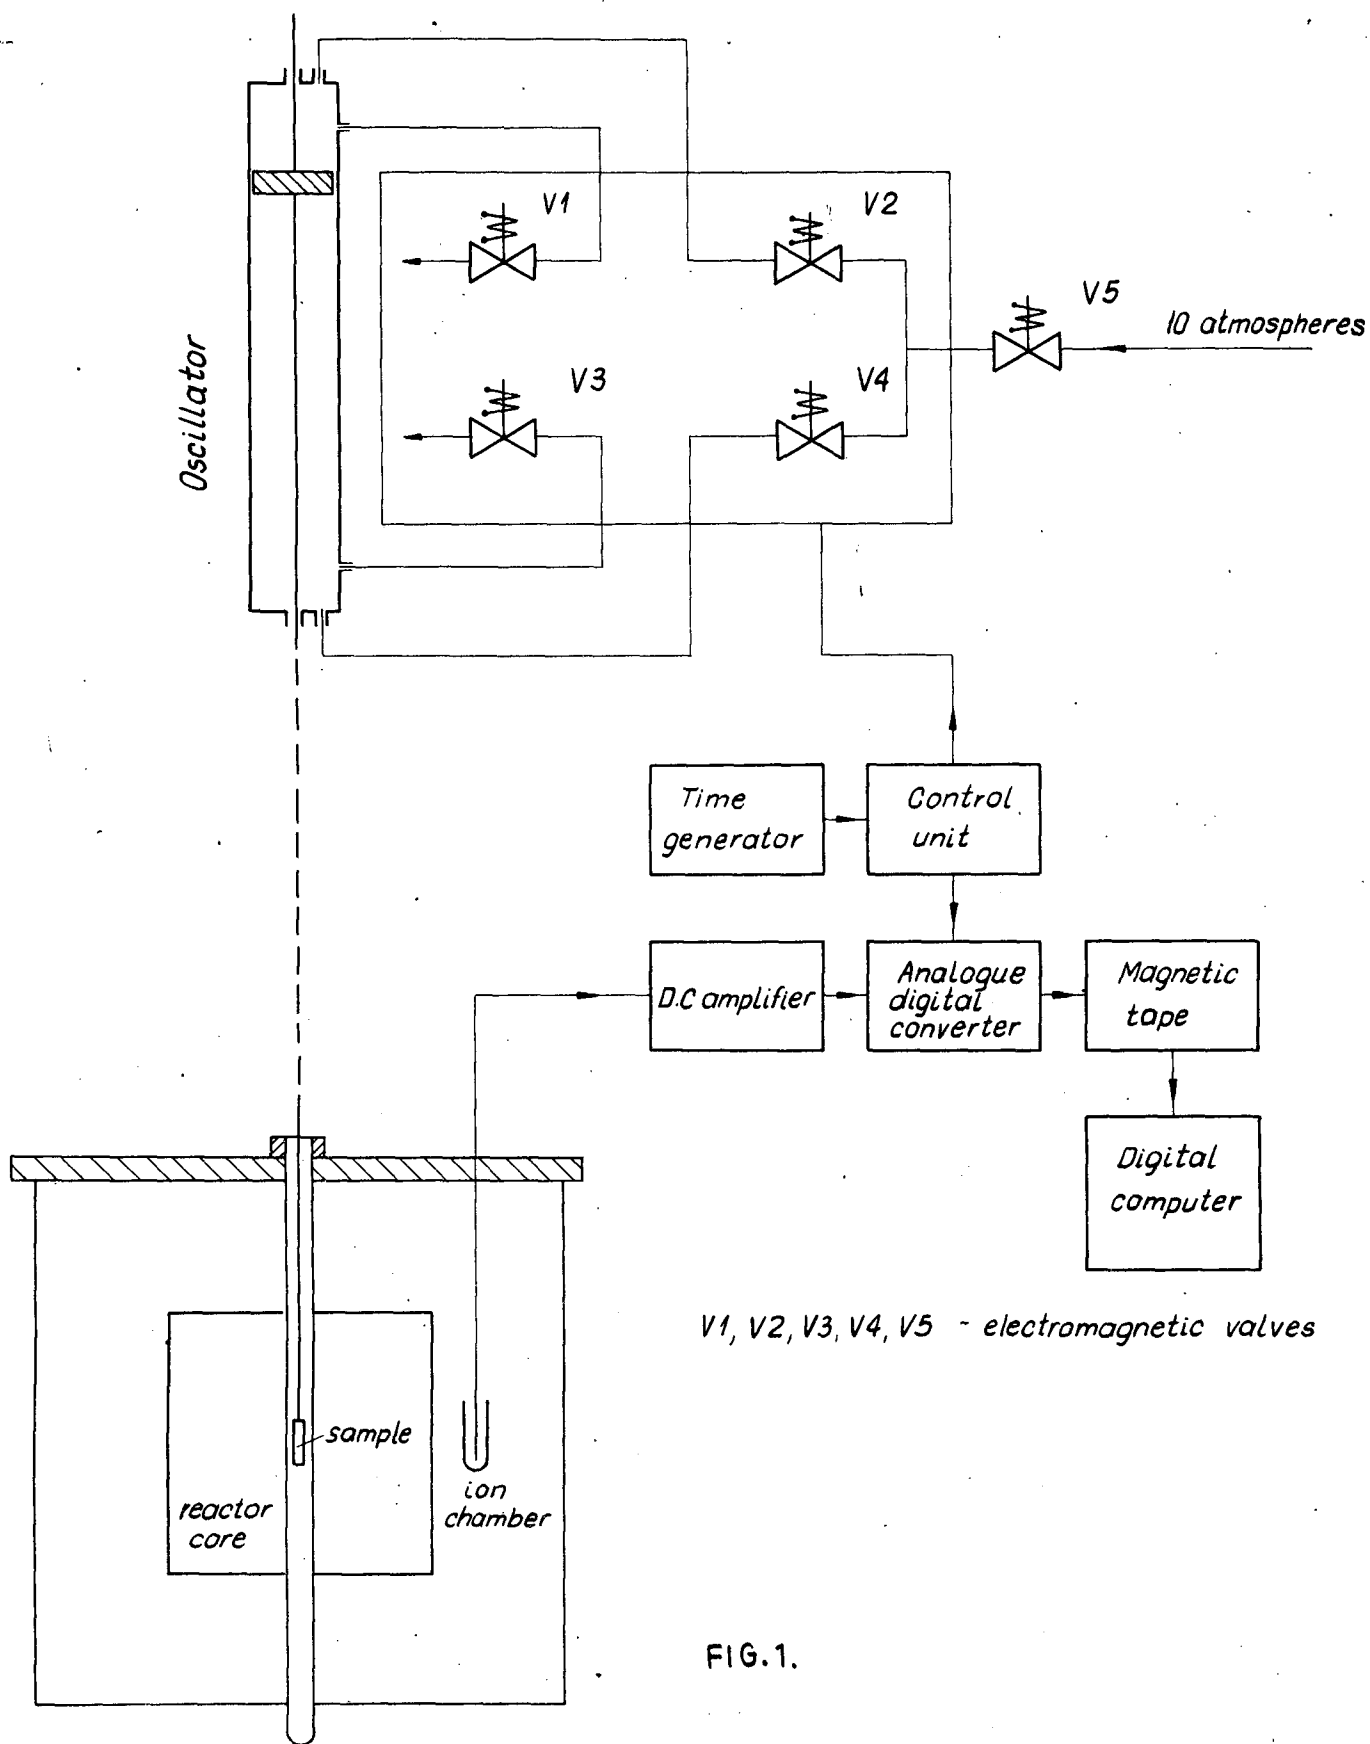 V1
V2
V5
10 atmospheres
Oscillator
V3
V4
Time
generator
Control
unit
D.C amplifier
Analogue
digital
converter
Magnetic
tape
Digital
computer
V1, V2, V3, V4, V5 - electromagnetic valves
sample
ion
chamber
reactor
core
FIG.1.